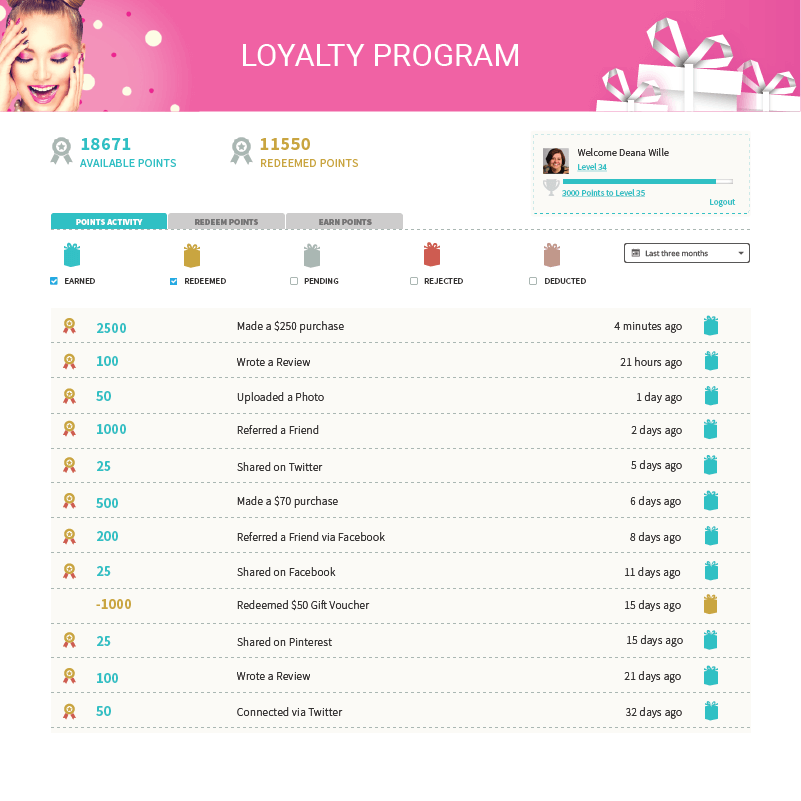 LOYALTY PROGRAM
18671
AVAILABLE POINTS
11550
REDEEMED POINTS
Welcome Deana Wille
Level 34
3000 Points to Level 35
Logout
POINTS ACTIVITY
REDEEM POINTS
EARN POINTS
EARNED
REDEEMED
PENDING
REJECTED
DEDUCTED
Last three months
2500 Made a $250 purchase 4 minutes ago
100 Wrote a Review 21 hours ago
50 Uploaded a Photo 1 day ago
1000 Referred a Friend 2 days ago
25 Shared on Twitter 5 days ago
500 Made a $70 purchase 6 days ago
200 Referred a Friend via Facebook 8 days ago
25 Shared on Facebook 11 days ago
-1000 Redeemed $50 Gift Voucher 15 days ago
25 Shared on Pinterest 15 days ago
100 Wrote a Review 21 days ago
50 Connected via Twitter 32 days ago